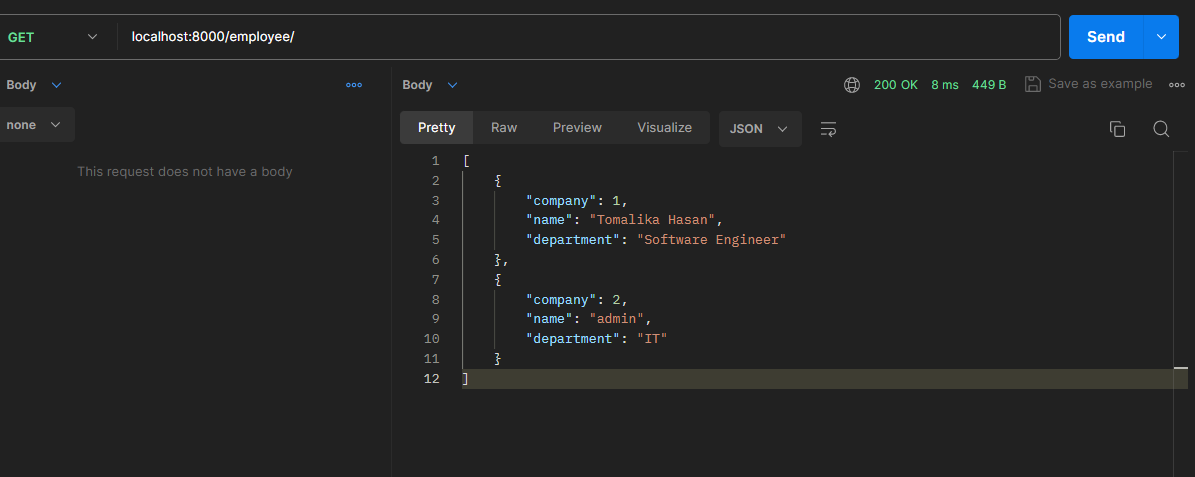 GET localhost:8000/employee/ Send
Body ooo Body 200 OK 8 ms 449 B Save as example ooo
none Pretty Raw Preview Visualize JSON
This request does not have a body
1 [
2 {
3 "company": 1,
4 "name": "Tomalika Hasan",
5 "department": "Software Engineer"
6 },
7 {
8 "company": 2,
9 "name": "admin",
10 "department": "IT"
11 }
12 ]